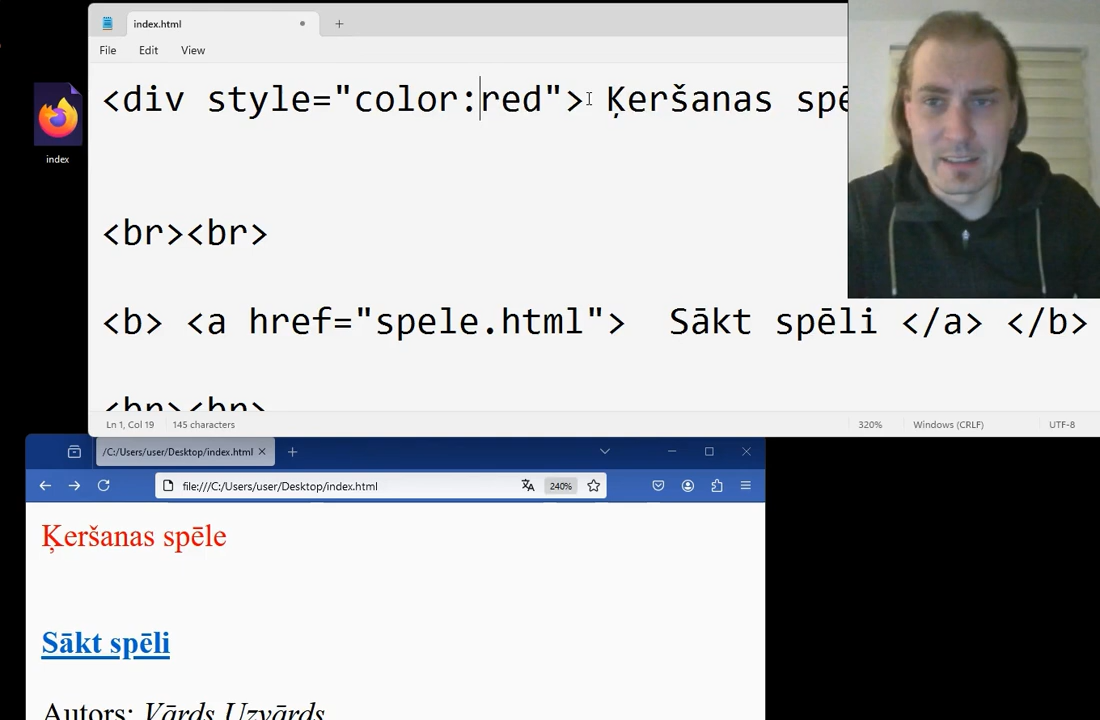 index.html
File Edit View
<div style="color:red"> Ķeršanas spē
<br><br>
<b> <a href="spele.html">  Sākt spēli </a> </b>
<br><br>
Ln 1, Col 19 145 characters 320% Windows (CRLF) UTF-8
index
/C:/Users/user/Desktop/index.html
file:///C:/Users/user/Desktop/index.html 240%
Ķeršanas spēle
Sākt spēli
Autors: Vārds Uzvārds